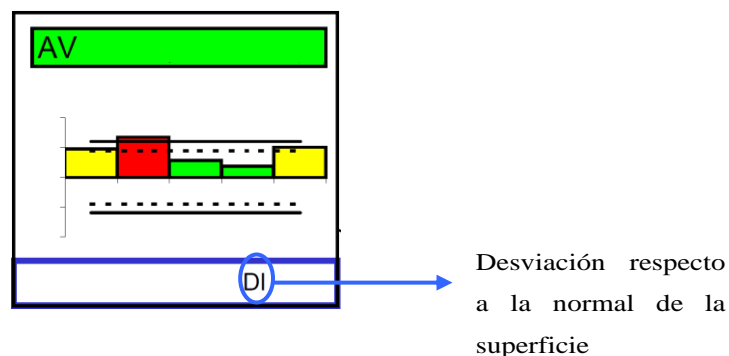 AV
DI
Desviación respecto
a la normal de la
superficie